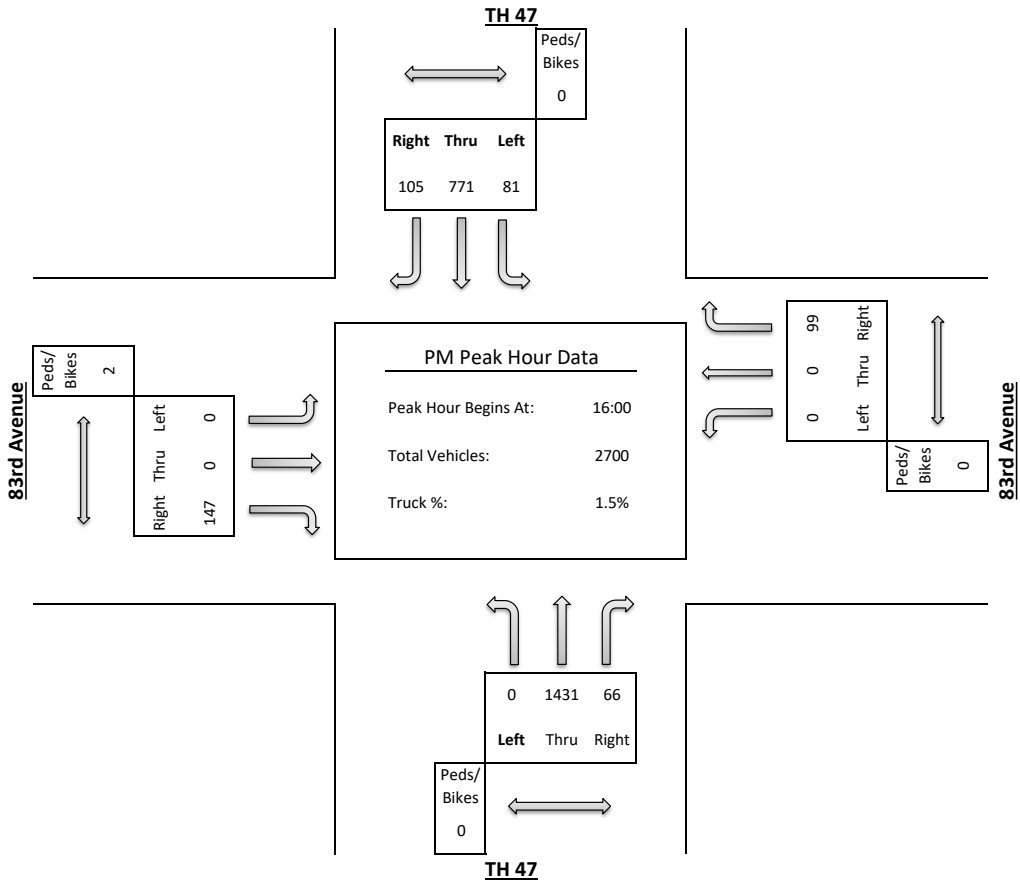 TH 47
Peds/
Bikes
0
Right Thru Left
105 771 81
83rd Avenue
Peds/
Bikes
2
Left 0
Thru 0
Right 147
PM Peak Hour Data
Peak Hour Begins At: 16:00
Total Vehicles: 2700
Truck %: 1.5%
99 Right
0 Thru
0 Left
Peds/
Bikes
0
83rd Avenue
0 1431 66
Left Thru Right
Peds/
Bikes
0
TH 47